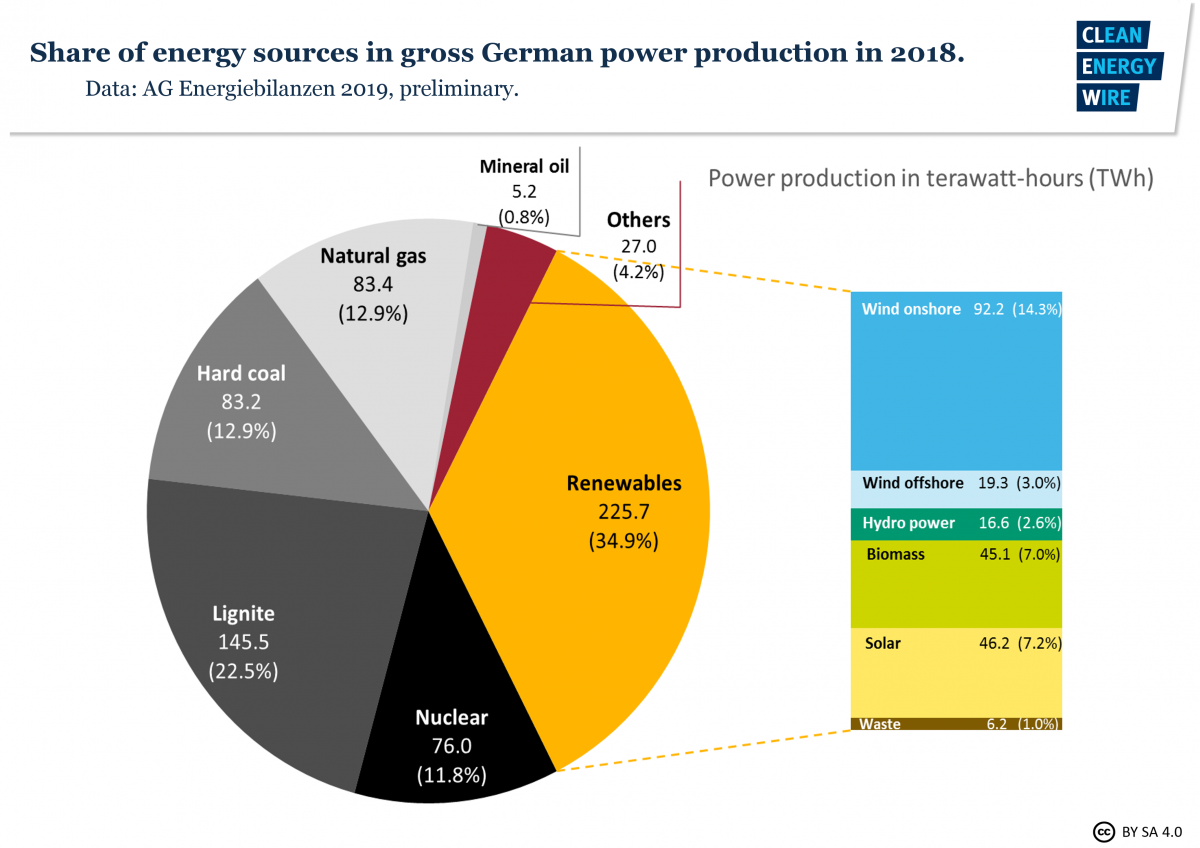 Share of energy sources in gross German power production in 2018.
Data: AG Energiebilanzen 2019, preliminary.
CLEAN
ENERGY
WIRE
Power production in terawatt-hours (TWh)
Mineral oil
5.2
(0.8%)
Others
27.0
(4.2%)
Natural gas
83.4
(12.9%)
Hard coal
83.2
(12.9%)
Lignite
145.5
(22.5%)
Nuclear
76.0
(11.8%)
Renewables
225.7
(34.9%)
Wind onshore 92.2 (14.3%)
Wind offshore 19.3 (3.0%)
Hydro power 16.6 (2.6%)
Biomass 45.1 (7.0%)
Solar 46.2 (7.2%)
Waste 6.2 (1.0%)
cc BY SA 4.0